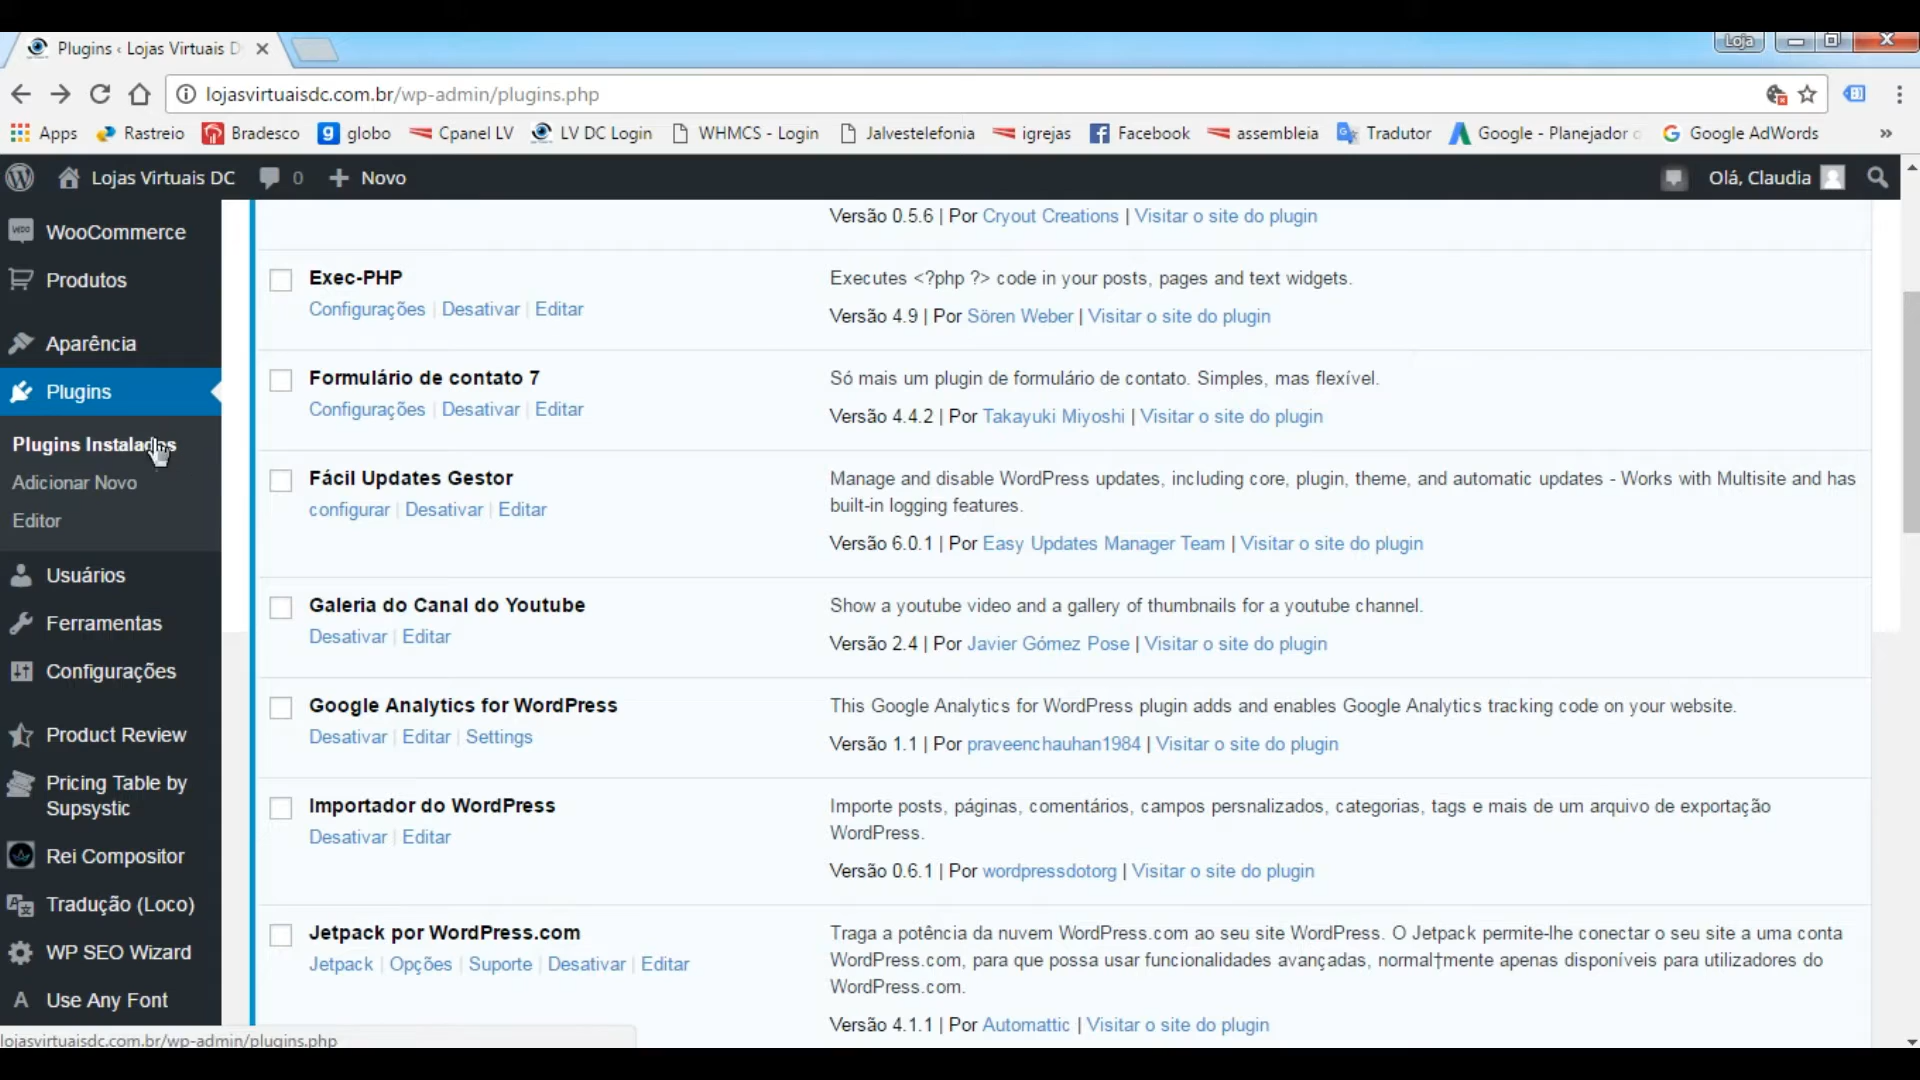 Plugins ‹ Lojas Virtuais D
Loja
lojasvirtuaisdc.com.br/wp-admin/plugins.php
Apps Rastreio Bradesco globo Cpanel LV LV DC Login WHMCS - Login Jalvestelefonia igrejas Facebook assembleia Tradutor Google - Planejador Google AdWords »
Lojas Virtuais DC 0 Novo Olá, Claudia
WooCommerce
Produtos
Aparência
Plugins
Plugins Instalados
Adicionar Novo
Editor
Usuários
Ferramentas
Configurações
Product Review
Pricing Table by
Supsystic
Rei Compositor
Tradução (Loco)
WP SEO Wizard
Use Any Font
Versão 0.5.6 | Por Cryout Creations | Visitar o site do plugin
Exec-PHP
Configurações | Desativar | Editar
Executes <?php ?> code in your posts, pages and text widgets.
Versão 4.9 | Por Sören Weber | Visitar o site do plugin
Formulário de contato 7
Configurações | Desativar | Editar
Só mais um plugin de formulário de contato. Simples, mas flexível.
Versão 4.4.2 | Por Takayuki Miyoshi | Visitar o site do plugin
Fácil Updates Gestor
configurar | Desativar | Editar
Manage and disable WordPress updates, including core, plugin, theme, and automatic updates - Works with Multisite and has
built-in logging features.
Versão 6.0.1 | Por Easy Updates Manager Team | Visitar o site do plugin
Galeria do Canal do Youtube
Desativar | Editar
Show a youtube video and a gallery of thumbnails for a youtube channel.
Versão 2.4 | Por Javier Gómez Pose | Visitar o site do plugin
Google Analytics for WordPress
Desativar | Editar | Settings
This Google Analytics for WordPress plugin adds and enables Google Analytics tracking code on your website.
Versão 1.1 | Por praveenchauhan1984 | Visitar o site do plugin
Importador do WordPress
Desativar | Editar
Importe posts, páginas, comentários, campos persnalizados, categorias, tags e mais de um arquivo de exportação
WordPress.
Versão 0.6.1 | Por wordpressdotorg | Visitar o site do plugin
Jetpack por WordPress.com
Jetpack | Opções | Suporte | Desativar | Editar
Traga a potência da nuvem WordPress.com ao seu site WordPress. O Jetpack permite-lhe conectar o seu site a uma conta
WordPress.com, para que possa usar funcionalidades avançadas, normal†mente apenas disponíveis para utilizadores do
WordPress.com.
Versão 4.1.1 | Por Automattic | Visitar o site do plugin
lojasvirtuaisdc.com.br/wp-admin/plugins.php